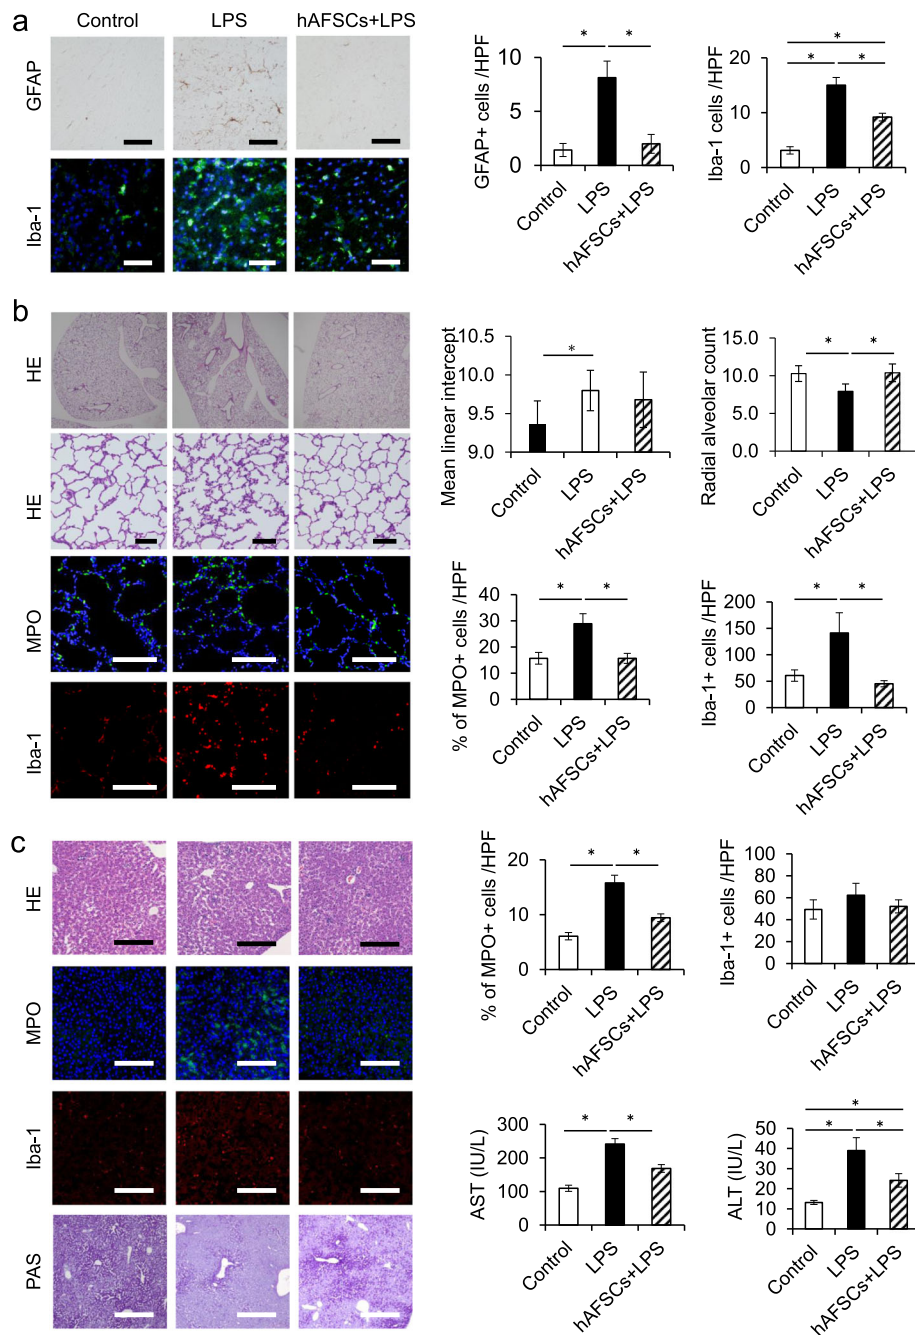 a
Control
LPS
hAFSCs+LPS
GFAP
Iba-1
GFAP+ cells /HPF
10
5
0
*
*
Control
LPS
hAFSCs+LPS
Iba-1 cells /HPF
20
10
0
*
*
*
Control
LPS
hAFSCs+LPS
b
HE
HE
MPO
Iba-1
Mean linear intercept
10.5
10.0
9.5
9.0
*
Control
LPS
hAFSCs+LPS
Radial alveolar count
15.0
10.0
5.0
0.0
*
*
Control
LPS
hAFSCs+LPS
% of MPO+ cells /HPF
40
30
20
10
0
*
*
Control
LPS
hAFSCs+LPS
Iba-1+ cells /HPF
200
150
100
50
0
*
*
Control
LPS
hAFSCs+LPS
c
HE
MPO
Iba-1
PAS
% of MPO+ cells /HPF
20
10
0
*
*
Control
LPS
hAFSCs+LPS
Iba-1+ cells /HPF
100
80
60
40
20
0
Control
LPS
hAFSCs+LPS
AST (IU/L)
300
200
100
0
*
*
Control
LPS
hAFSCs+LPS
ALT (IU/L)
50
40
30
20
10
0
*
*
*
Control
LPS
hAFSCs+LPS